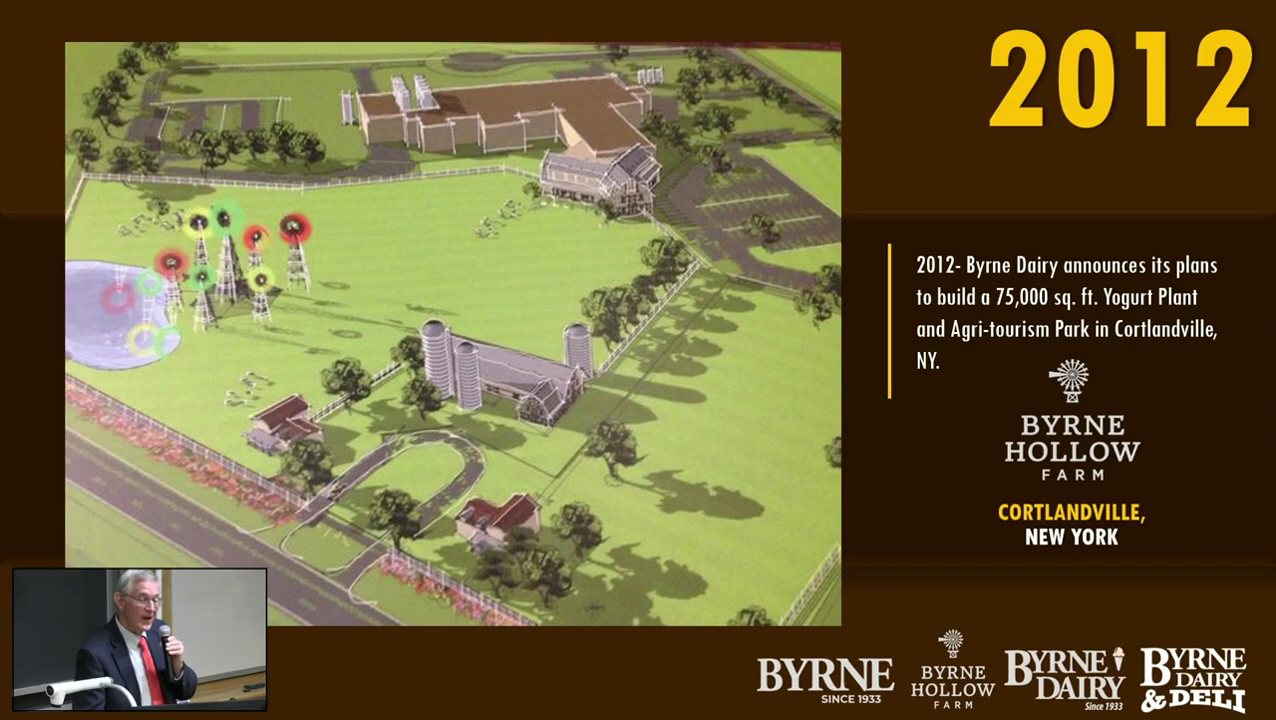 2012
2012- Byrne Dairy announces its plans
to build a 75,000 sq. ft. Yogurt Plant
and Agri-tourism Park in Cortlandville,
NY.
BYRNE
HOLLOW
FARM
CORTLANDVILLE,
NEW YORK
BYRNE
SINCE 1933
BYRNE
HOLLOW
FARM
BYRNE
DAIRY
Since 1933
BYRNE
DAIRY
& DELI